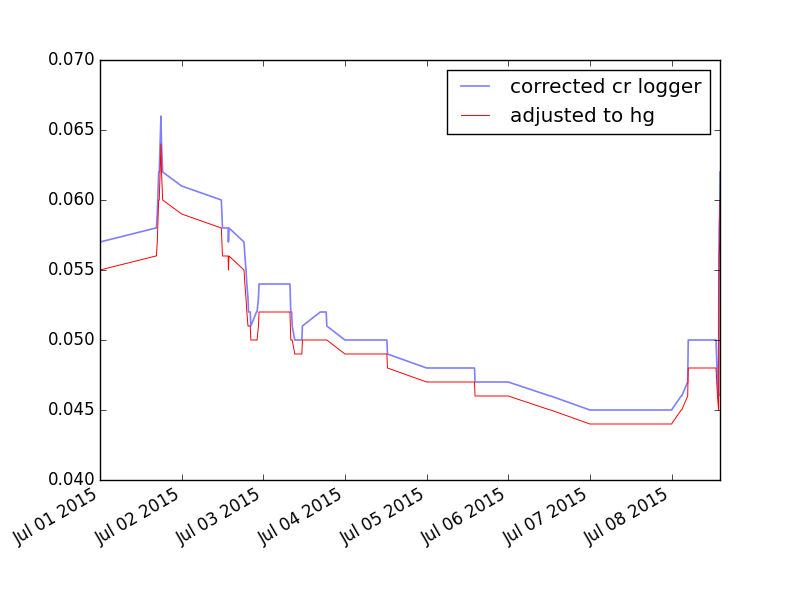 0.070
corrected cr logger
adjusted to hg
0.065
0.060
0.055
0.050
0.045
0.040
Jul 01 2015
Jul 02 2015
Jul 03 2015
Jul 04 2015
Jul 05 2015
Jul 06 2015
Jul 07 2015
Jul 08 2015